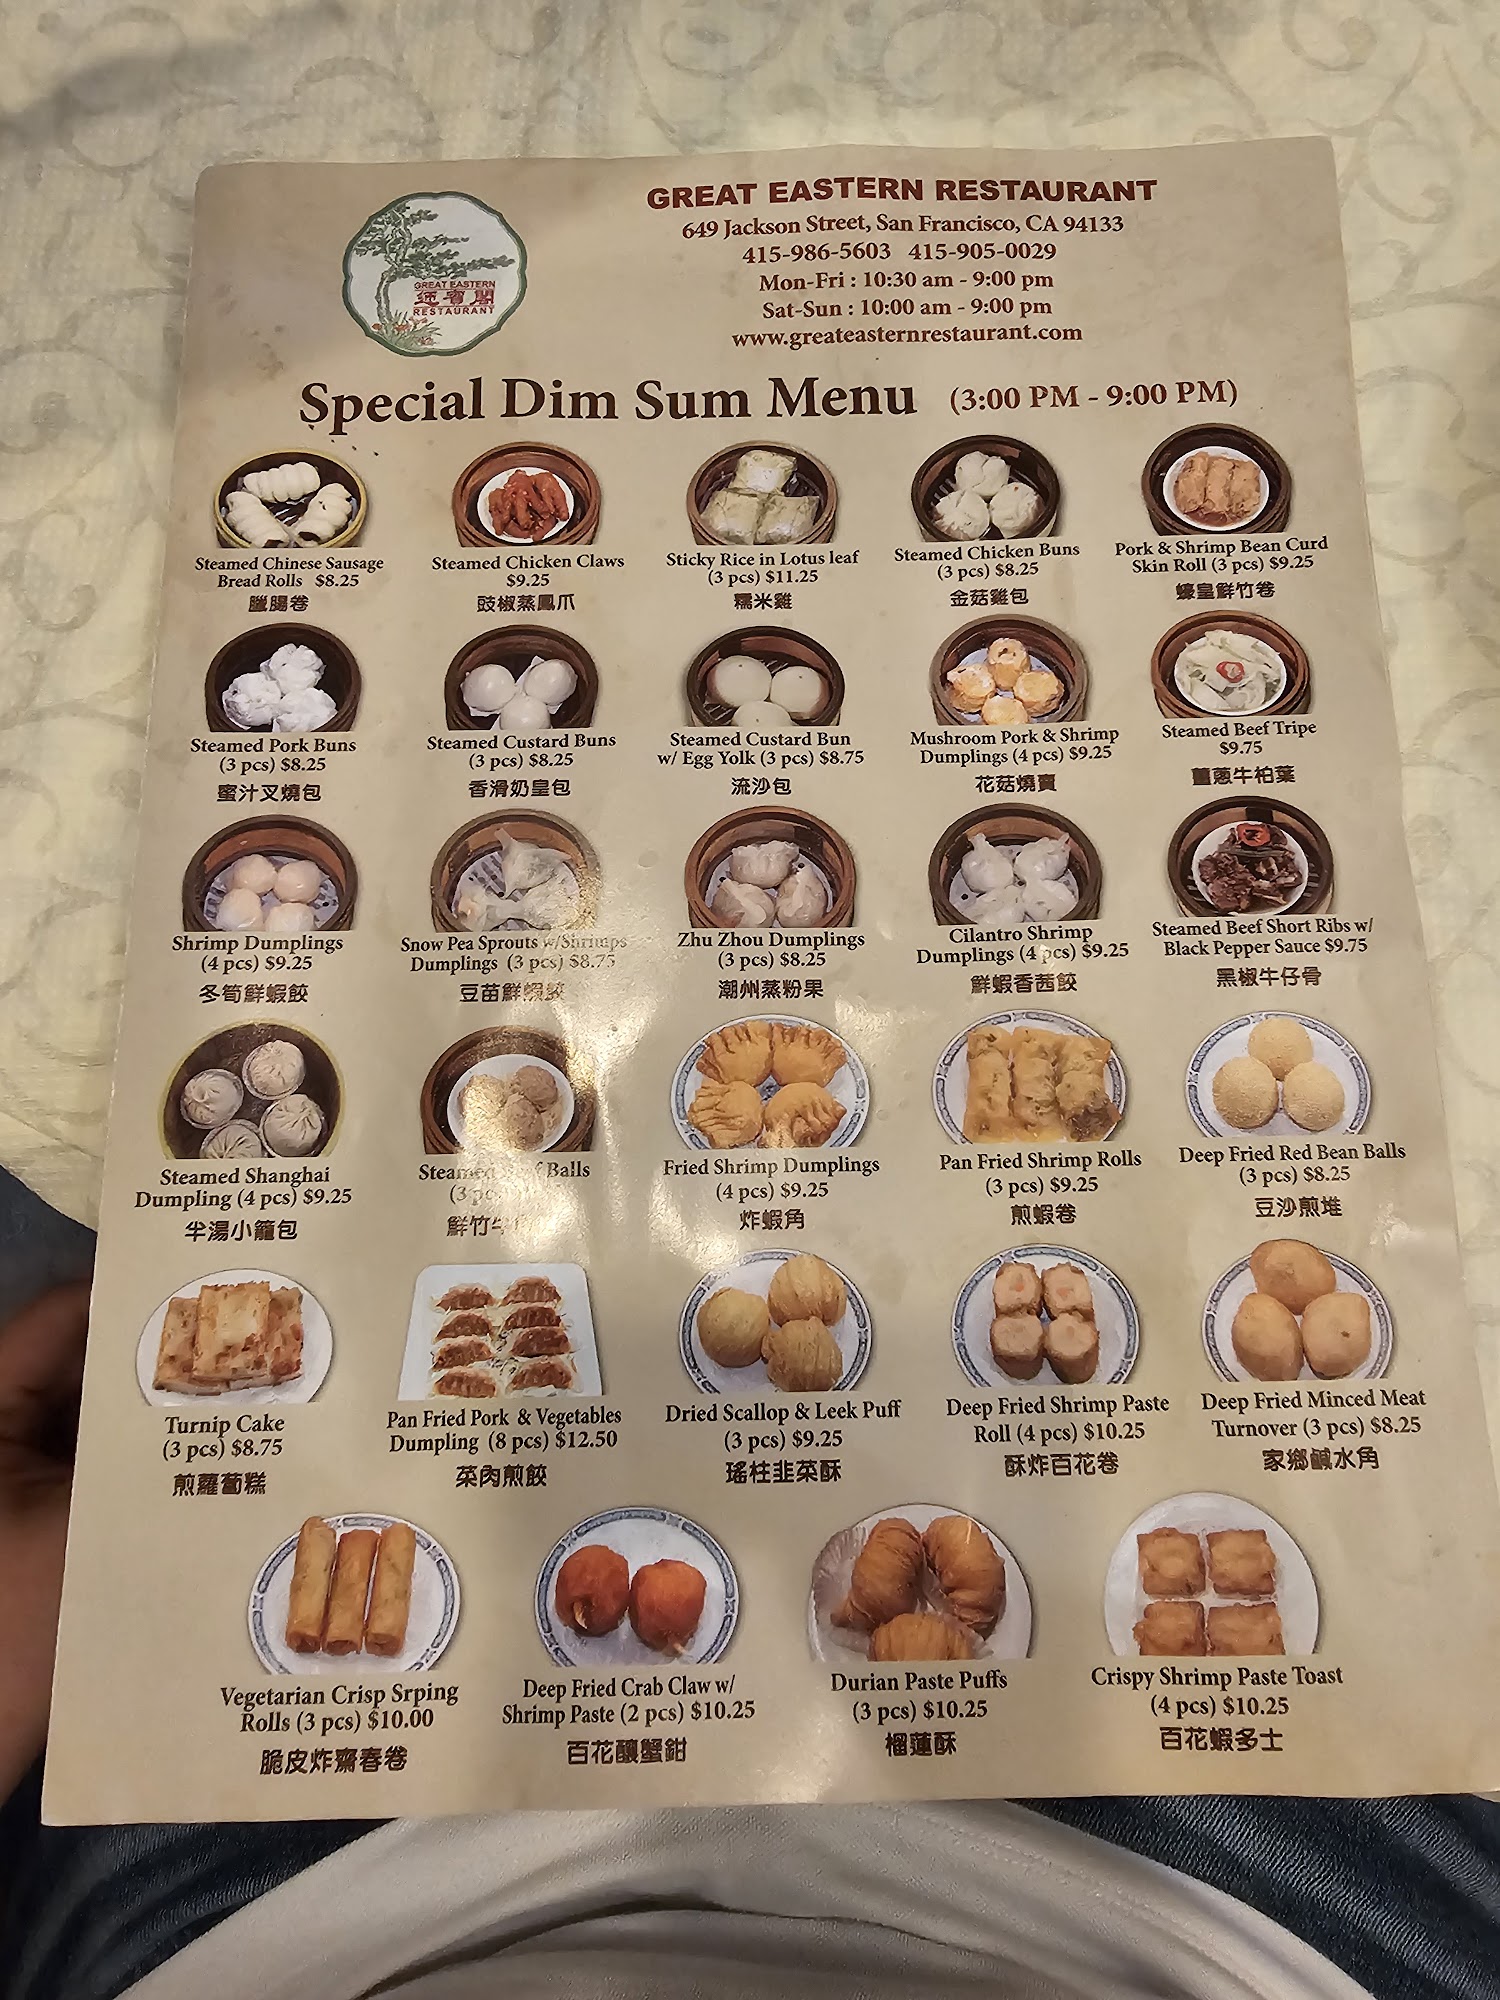 GREAT EASTERN
迎賓閣
RESTAURANT
GREAT EASTERN RESTAURANT
649 Jackson Street, San Francisco, CA 94133
415-986-5603 415-905-0029
Mon-Fri : 10:30 am - 9:00 pm
Sat-Sun : 10:00 am - 9:00 pm
www.greateasternrestaurant.com
Special Dim Sum Menu (3:00 PM - 9:00 PM)
Steamed Chinese Sausage
Bread Rolls $8.25
臘腸卷
Steamed Chicken Claws
$9.25
豉椒蒸鳳爪
Sticky Rice in Lotus leaf
(3 pcs) $11.25
糯米雞
Steamed Chicken Buns
(3 pcs) $8.25
金菇雞包
Pork & Shrimp Bean Curd
Skin Roll (3 pcs) $9.25
蠔皇鮮竹卷
Steamed Pork Buns
(3 pcs) $8.25
蜜汁叉燒包
Steamed Custard Buns
(3 pcs) $8.25
香滑奶皇包
Steamed Custard Bun
w/ Egg Yolk (3 pcs) $8.75
流沙包
Mushroom Pork & Shrimp
Dumplings (4 pcs) $9.25
花菇燒賣
Steamed Beef Tripe
$9.75
薑蔥牛柏葉
Shrimp Dumplings
(4 pcs) $9.25
冬筍鮮蝦餃
Snow Pea Sprouts w/Shrimps
Dumplings (3 pcs) $8.75
豆苗鮮蝦餃
Zhu Zhou Dumplings
(3 pcs) $8.25
潮州蒸粉果
Cilantro Shrimp
Dumplings (4 pcs) $9.25
鮮蝦香茜餃
Steamed Beef Short Ribs w/
Black Pepper Sauce $9.75
黑椒牛仔骨
Steamed Shanghai
Dumpling (4 pcs) $9.25
半湯小籠包
Steamed Balls
(3 pcs)
鮮竹牛
Fried Shrimp Dumplings
(4 pcs) $9.25
炸蝦角
Pan Fried Shrimp Rolls
(3 pcs) $9.25
煎蝦卷
Deep Fried Red Bean Balls
(3 pcs) $8.25
豆沙煎堆
Turnip Cake
(3 pcs) $8.75
煎蘿蔔糕
Pan Fried Pork & Vegetables
Dumpling (8 pcs) $12.50
菜肉煎餃
Dried Scallop & Leek Puff
(3 pcs) $9.25
瑤柱韭菜酥
Deep Fried Shrimp Paste
Roll (4 pcs) $10.25
酥炸百花卷
Deep Fried Minced Meat
Turnover (3 pcs) $8.25
家鄉鹹水角
Vegetarian Crisp Srping
Rolls (3 pcs) $10.00
脆皮炸齋春卷
Deep Fried Crab Claw w/
Shrimp Paste (2 pcs) $10.25
百花釀蟹鉗
Durian Paste Puffs
(3 pcs) $10.25
榴蓮酥
Crispy Shrimp Paste Toast
(4 pcs) $10.25
百花蝦多士